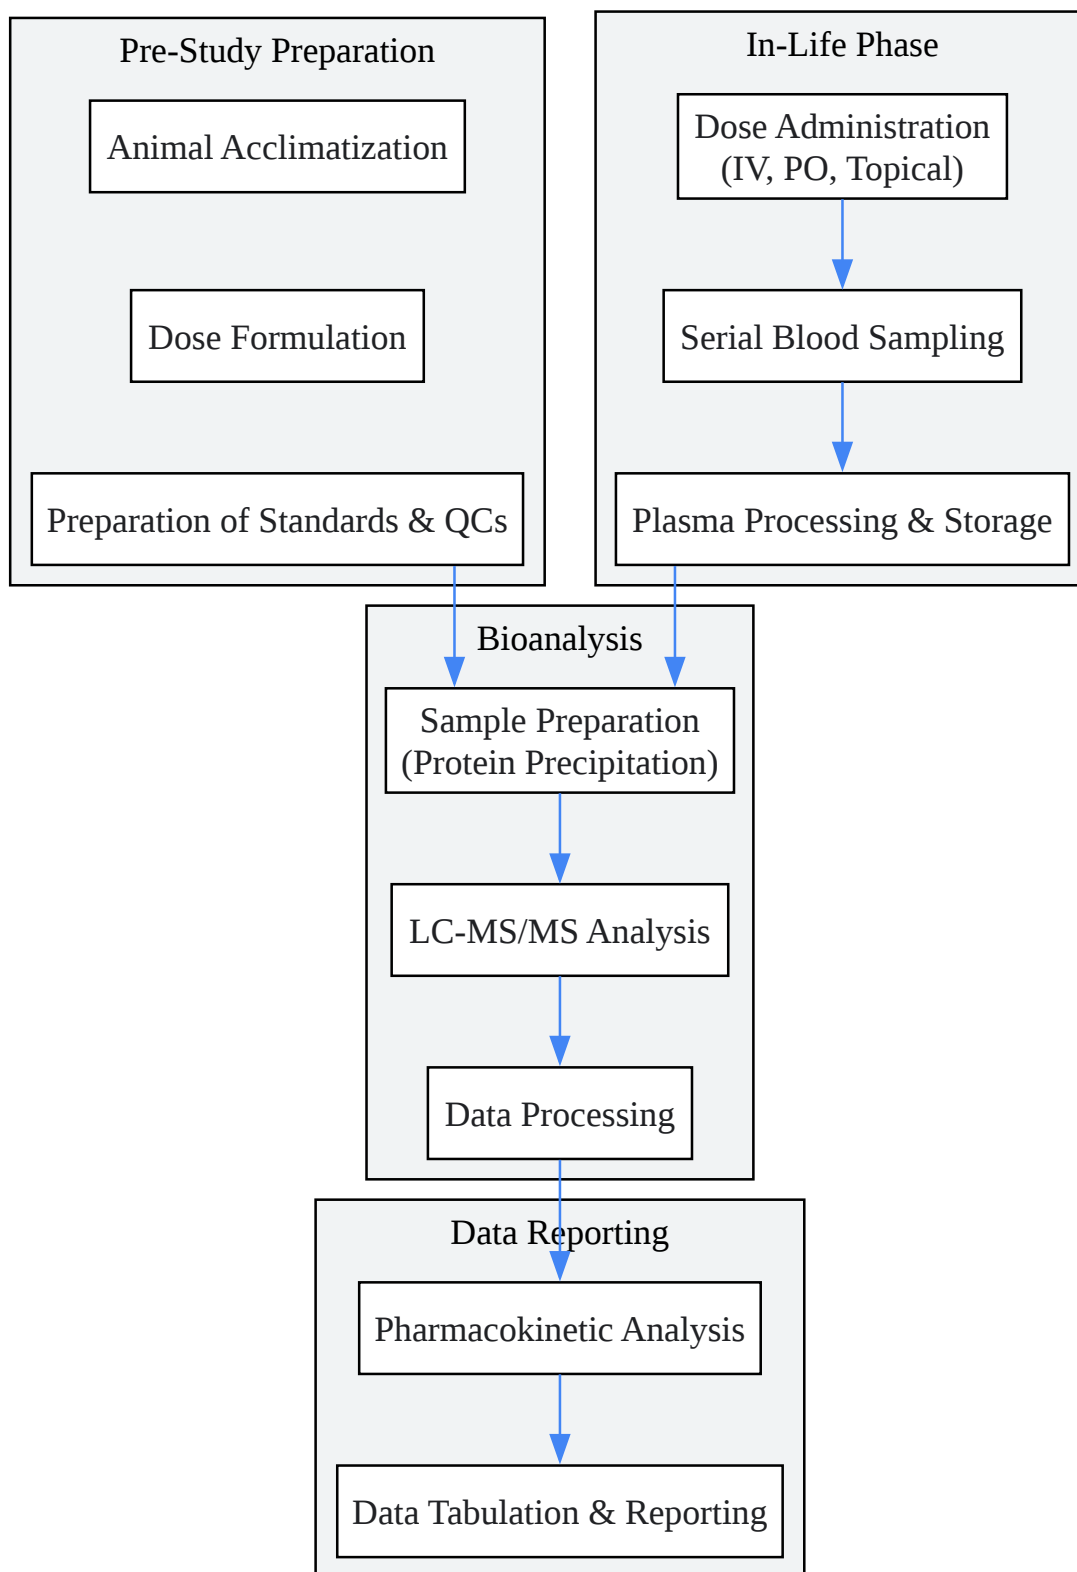 Pre-Study Preparation
Animal Acclimatization
Dose Formulation
Preparation of Standards & QCs
In-Life Phase
Dose Administration
(IV, PO, Topical)
Serial Blood Sampling
Plasma Processing & Storage
Bioanalysis
Sample Preparation
(Protein Precipitation)
LC-MS/MS Analysis
Data Processing
Data Reporting
Pharmacokinetic Analysis
Data Tabulation & Reporting